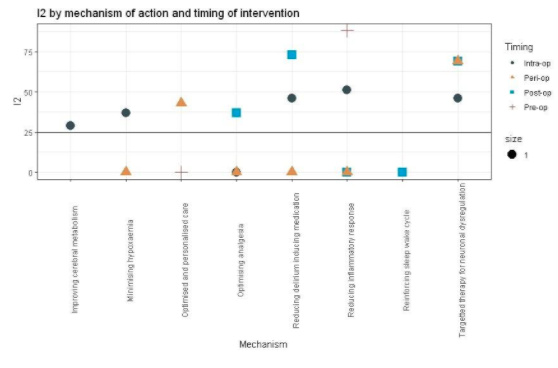 I2 by mechanism of action and timing of intervention
75
50
25
0
I2
Improving cerebral metabolism
Minimising hypoxaemia
Optimised and personalised care
Optimising analgesia
Reducing delirium inducing medication
Reducing inflammatory response
Reinforcing sleep wake cycle
Targetted therapy for neuronal dysregulation
Mechanism
Timing
Intra-op
Peri-op
Post-op
Pre-op
size
1